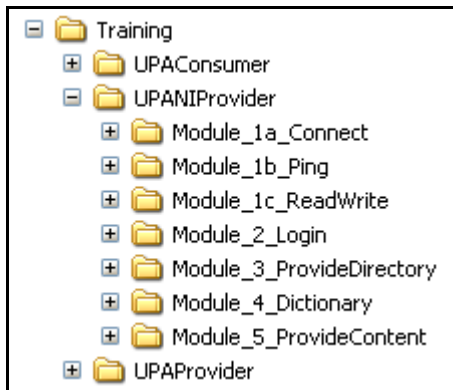 Training
UPAConsumer
UPANIProvider
Module_1a_Connect
Module_1b_Ping
Module_1c_ReadWrite
Module_2_Login
Module_3_ProvideDirectory
Module_4_Dictionary
Module_5_ProvideContent
UPAProvider